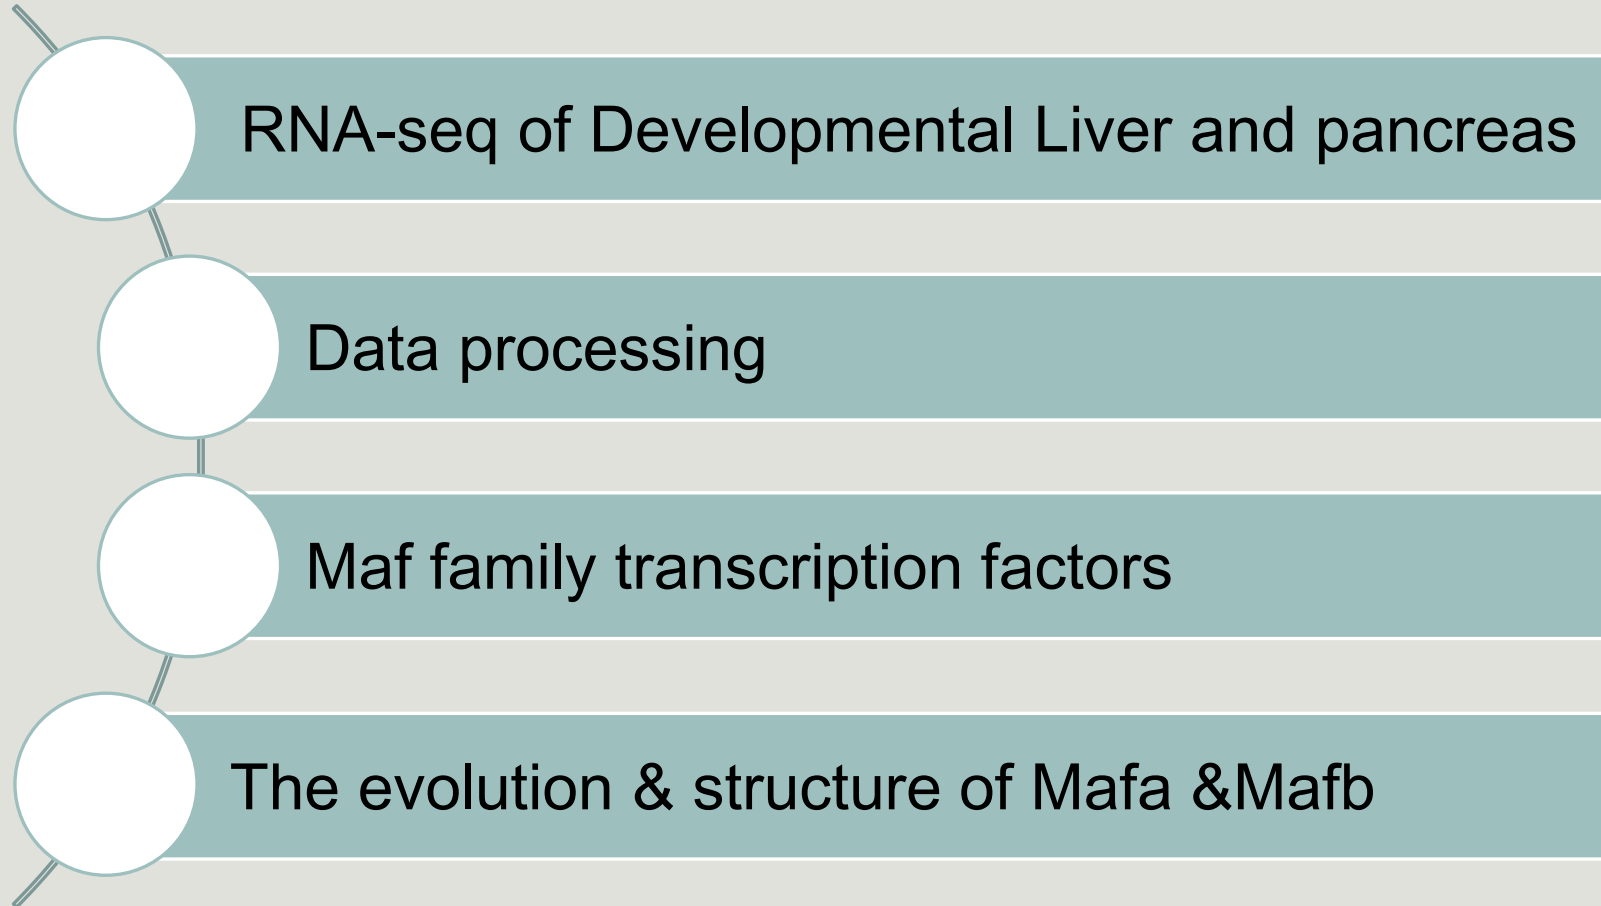 RNA-seq of Developmental Liver and pancreas
Data processing
Maf family transcription factors
The evolution & structure of Mafa &Mafb